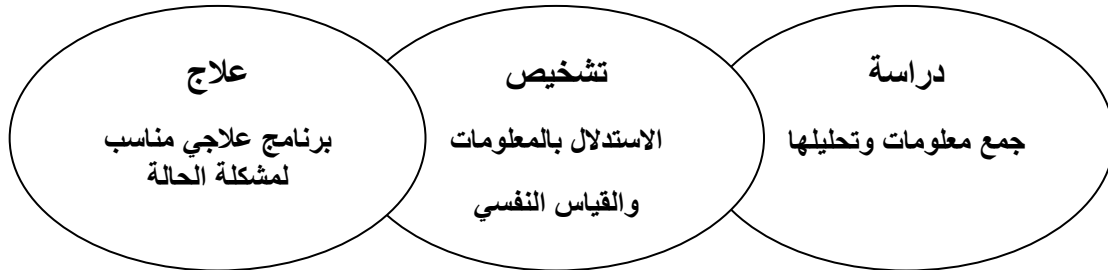 دراسة
جمع معلومات وتحليلها
تشخيص
الاستدلال بالمعلومات
والقياس النفسي
علاج
برنامج علاجي مناسب
لمشكلة الحالة